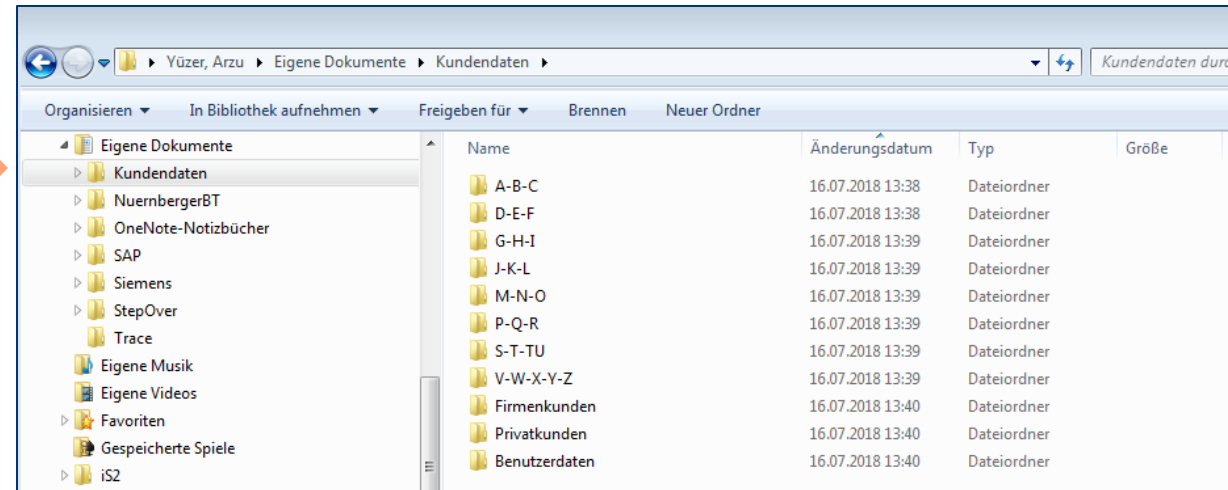 Yüzer, Arzu Eigene Dokumente Kundendaten Kundendaten dur
Organisieren In Bibliothek aufnehmen Freigeben für Brennen Neuer Ordner
Eigene Dokumente
Kundendaten
NuernbergerBT
OneNote-Notizbücher
SAP
Siemens
StepOver
Trace
Eigene Musik
Eigene Videos
Favoriten
Gespeicherte Spiele
iS2
Name Änderungsdatum Typ Größe
A-B-C 16.07.2018 13:38 Dateiordner
D-E-F 16.07.2018 13:38 Dateiordner
G-H-I 16.07.2018 13:39 Dateiordner
J-K-L 16.07.2018 13:39 Dateiordner
M-N-O 16.07.2018 13:39 Dateiordner
P-Q-R 16.07.2018 13:39 Dateiordner
S-T-TU 16.07.2018 13:39 Dateiordner
V-W-X-Y-Z 16.07.2018 13:39 Dateiordner
Firmenkunden 16.07.2018 13:40 Dateiordner
Privatkunden 16.07.2018 13:40 Dateiordner
Benutzerdaten 16.07.2018 13:40 Dateiordner